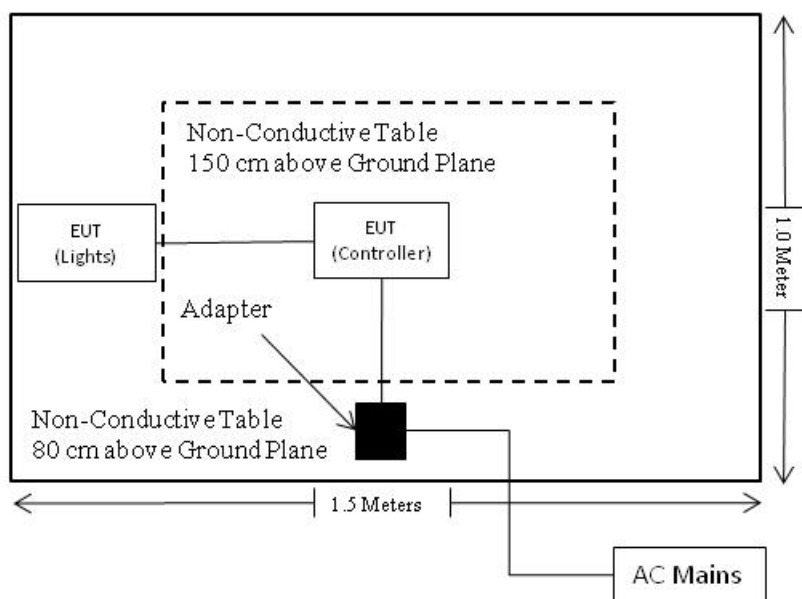 Non-Conductive Table
150 cm above Ground Plane
EUT
(Lights)
EUT
(Controller)
Adapter
Non-Conductive Table
80 cm above Ground Plane
1.0 Meter
1.5 Meters
AC Mains